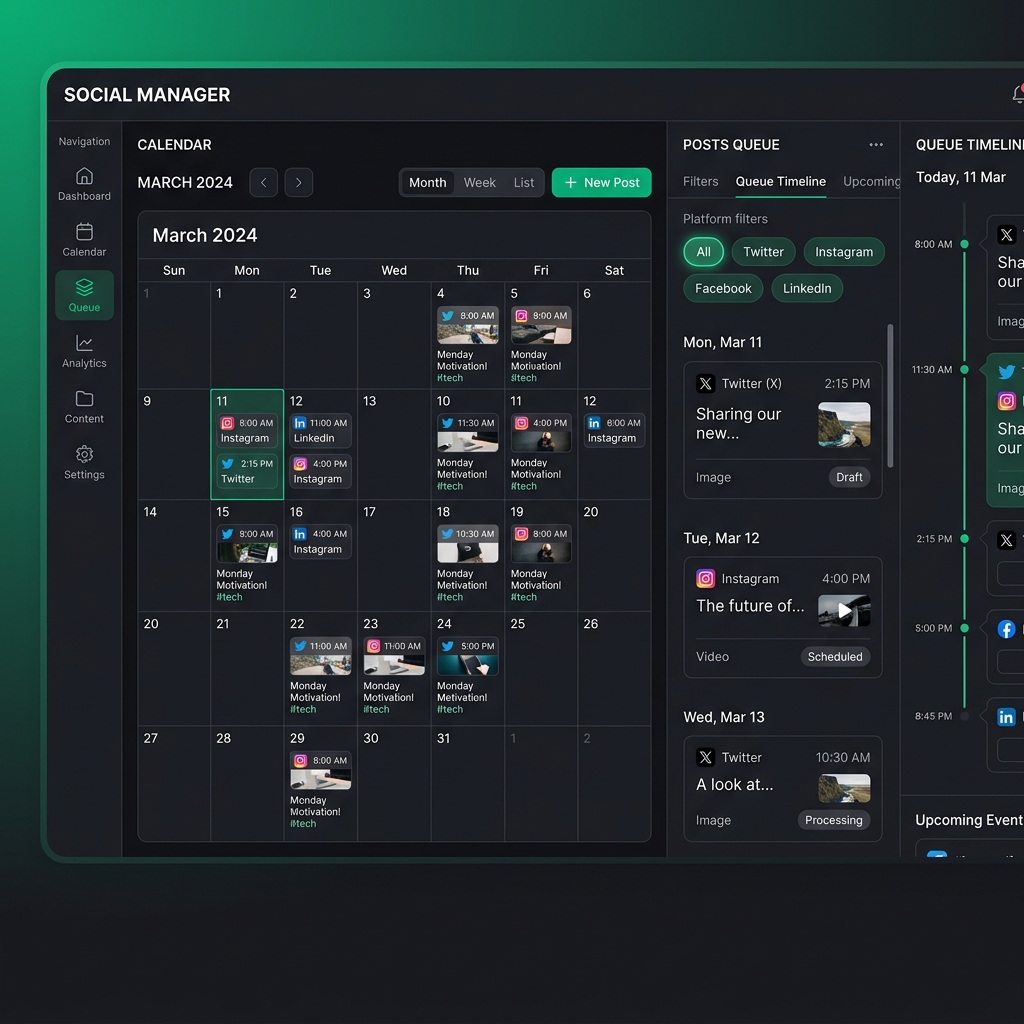 SOCIAL MANAGER
Navigation
Dashboard
Calendar
Queue
Analytics
Content
Settings
CALENDAR
MARCH 2024
Month Week List
+ New Post
March 2024
Sun Mon Tue Wed Thu Fri Sat
1 1 2 3 4 5 6
8:00 AM 8:00 AM
Menday Monday
Motivation! Motivation!
#tech #tech
9 11 12 13 10 11 12
8:00 AM 11:00 AM 11:30 AM 4:00 PM 6:00 AM
Instagram Linkedin Instagram
2:15 PM 4:00 PM Monday Monday
Twitter Instagram Motivation! Motivation!
#tech #tech
14 15 16 17 18 19 20
9:00 AM 4:00 AM 10:30 AM 8:00 AM
Instagram
Monday Monday Monday
Motivation! Motivation! Motivation!
#tech #tech #tech
20 21 22 23 24 25 26
11:00 AM 11:00 AM 5:00 PM
Monday Monday Monday
Motivation! Motivation! Motivation!
#tech #tech #tech
27 28 29 30 31 1 2
8:00 AM
Monday
Motivation!
#tech
POSTS QUEUE
Filters Queue Timeline Upcoming
Platform filters
All Twitter Instagram
Facebook LinkedIn
Mon, Mar 11
Twitter (X) 2:15 PM
Sharing our
new...
Image Draft
Tue, Mar 12
Instagram 4:00 PM
The future of...
Video Scheduled
Wed, Mar 13
Twitter 10:30 AM
A look at...
Image Processing
QUEUE TIMELIN
Today, 11 Mar
8:00 AM
Sha
our
Imag
11:30 AM
Sha
our
Imag
2:15 PM
5:00 PM
8:45 PM
Upcoming Event